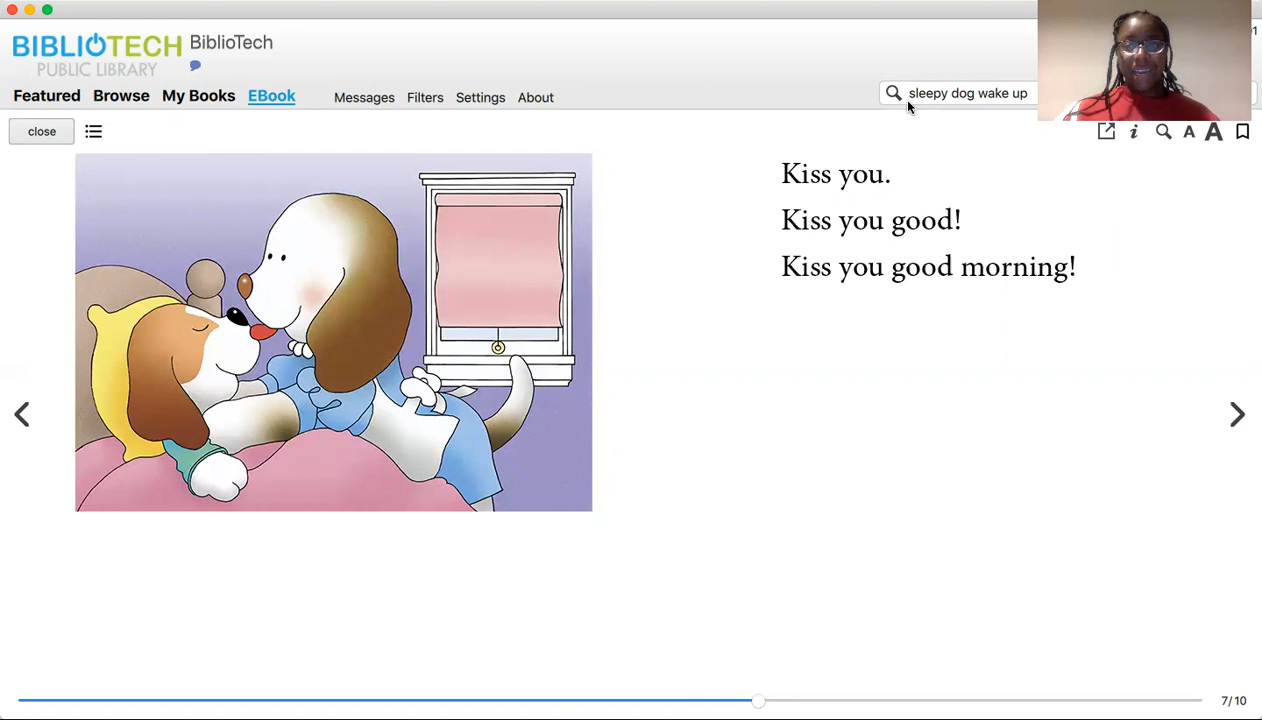 BIBLIOTECH
PUBLIC LIBRARY
BiblioTech
Featured Browse My Books EBook Messages Filters Settings About
sleepy dog wake up
close
i A A
Kiss you.
Kiss you good!
Kiss you good morning!
7/10